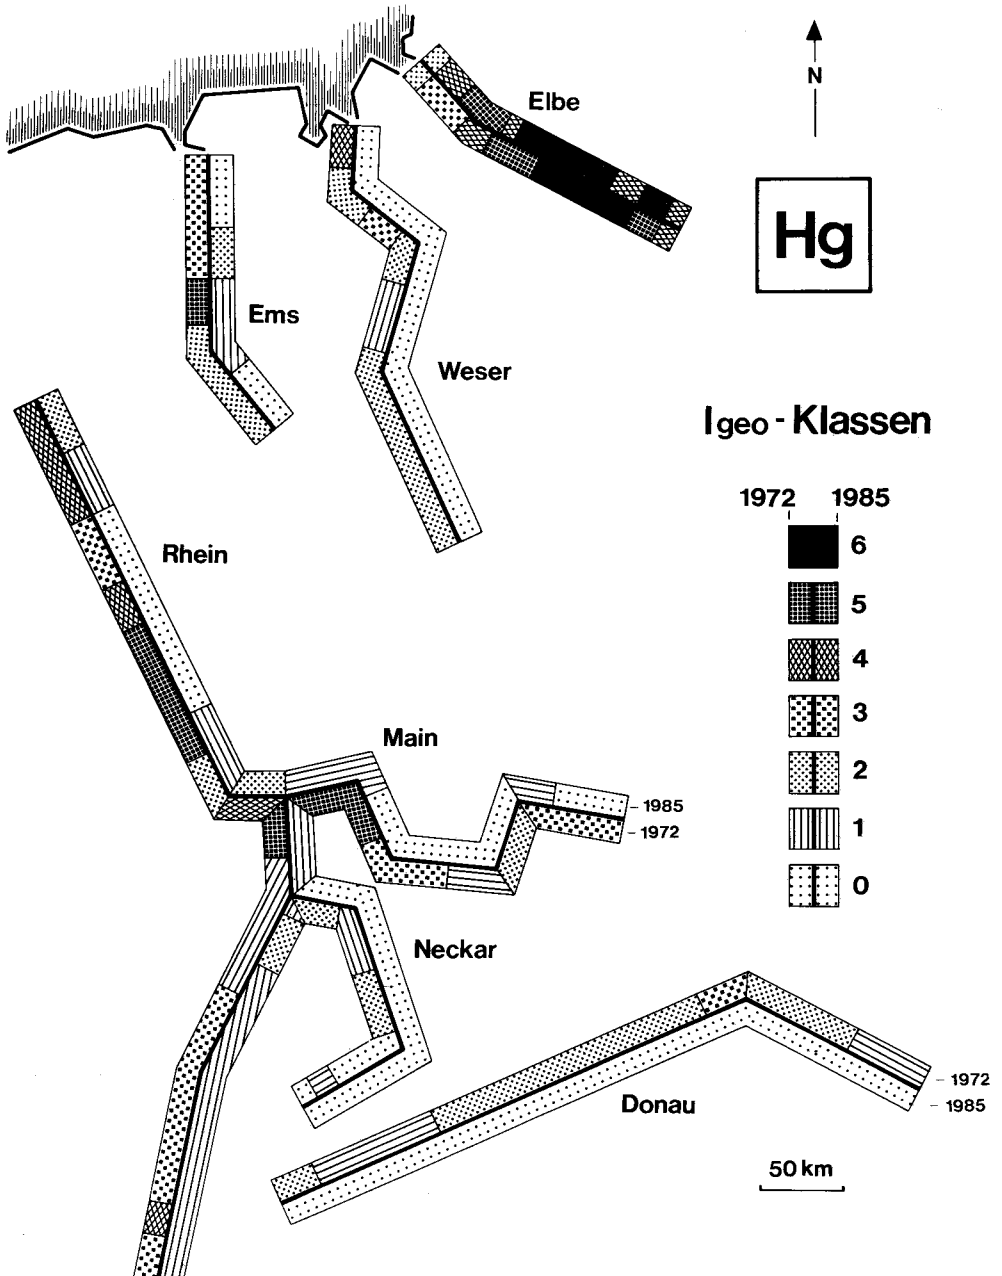 Elbe
N
Hg
Ems
Weser
Igeo - Klassen
1972 1985
6
5
4
3
2
1
0
Rhein
Main
1985
1972
Neckar
Donau
1972
1985
50 km